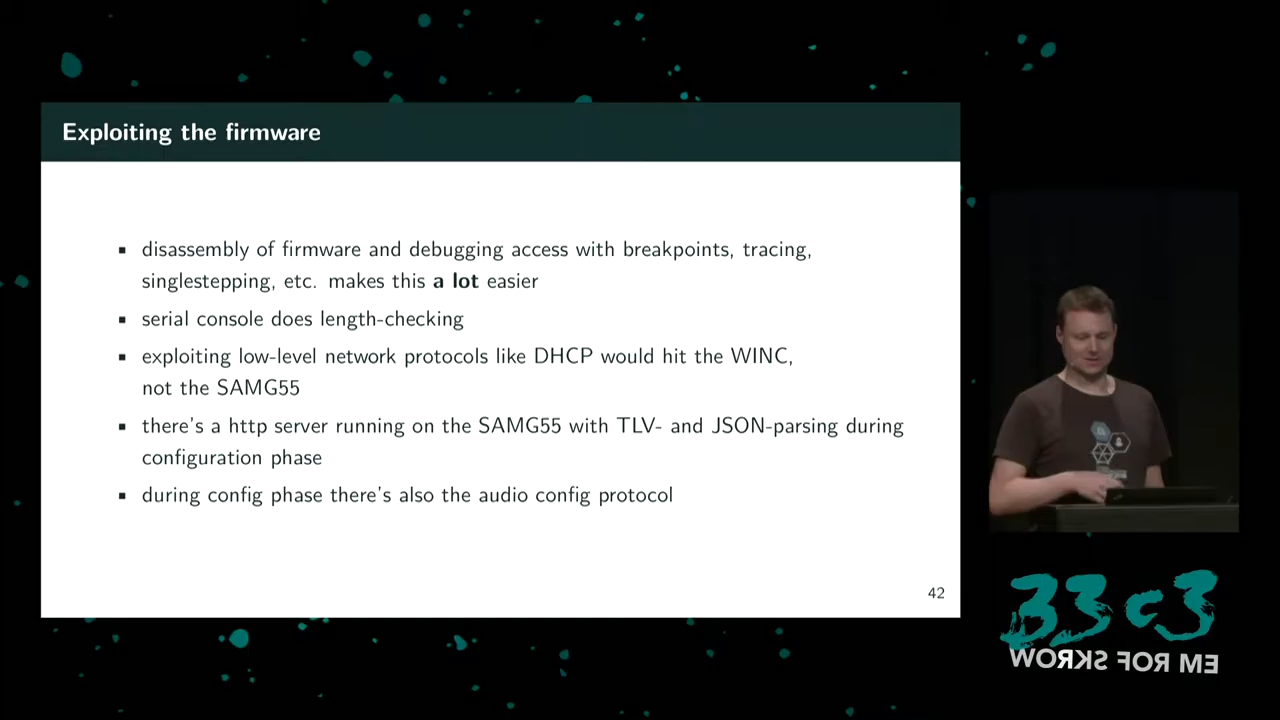 Exploiting the firmware
▪ disassembly of firmware and debugging access with breakpoints, tracing,
singlestepping, etc. makes this a lot easier
▪ serial console does length-checking
▪ exploiting low-level network protocols like DHCP would hit the WINC,
not the SAMG55
▪ there's a http server running on the SAMG55 with TLV- and JSON-parsing during
configuration phase
▪ during config phase there's also the audio config protocol
42
33c3
WORKS FOR ME